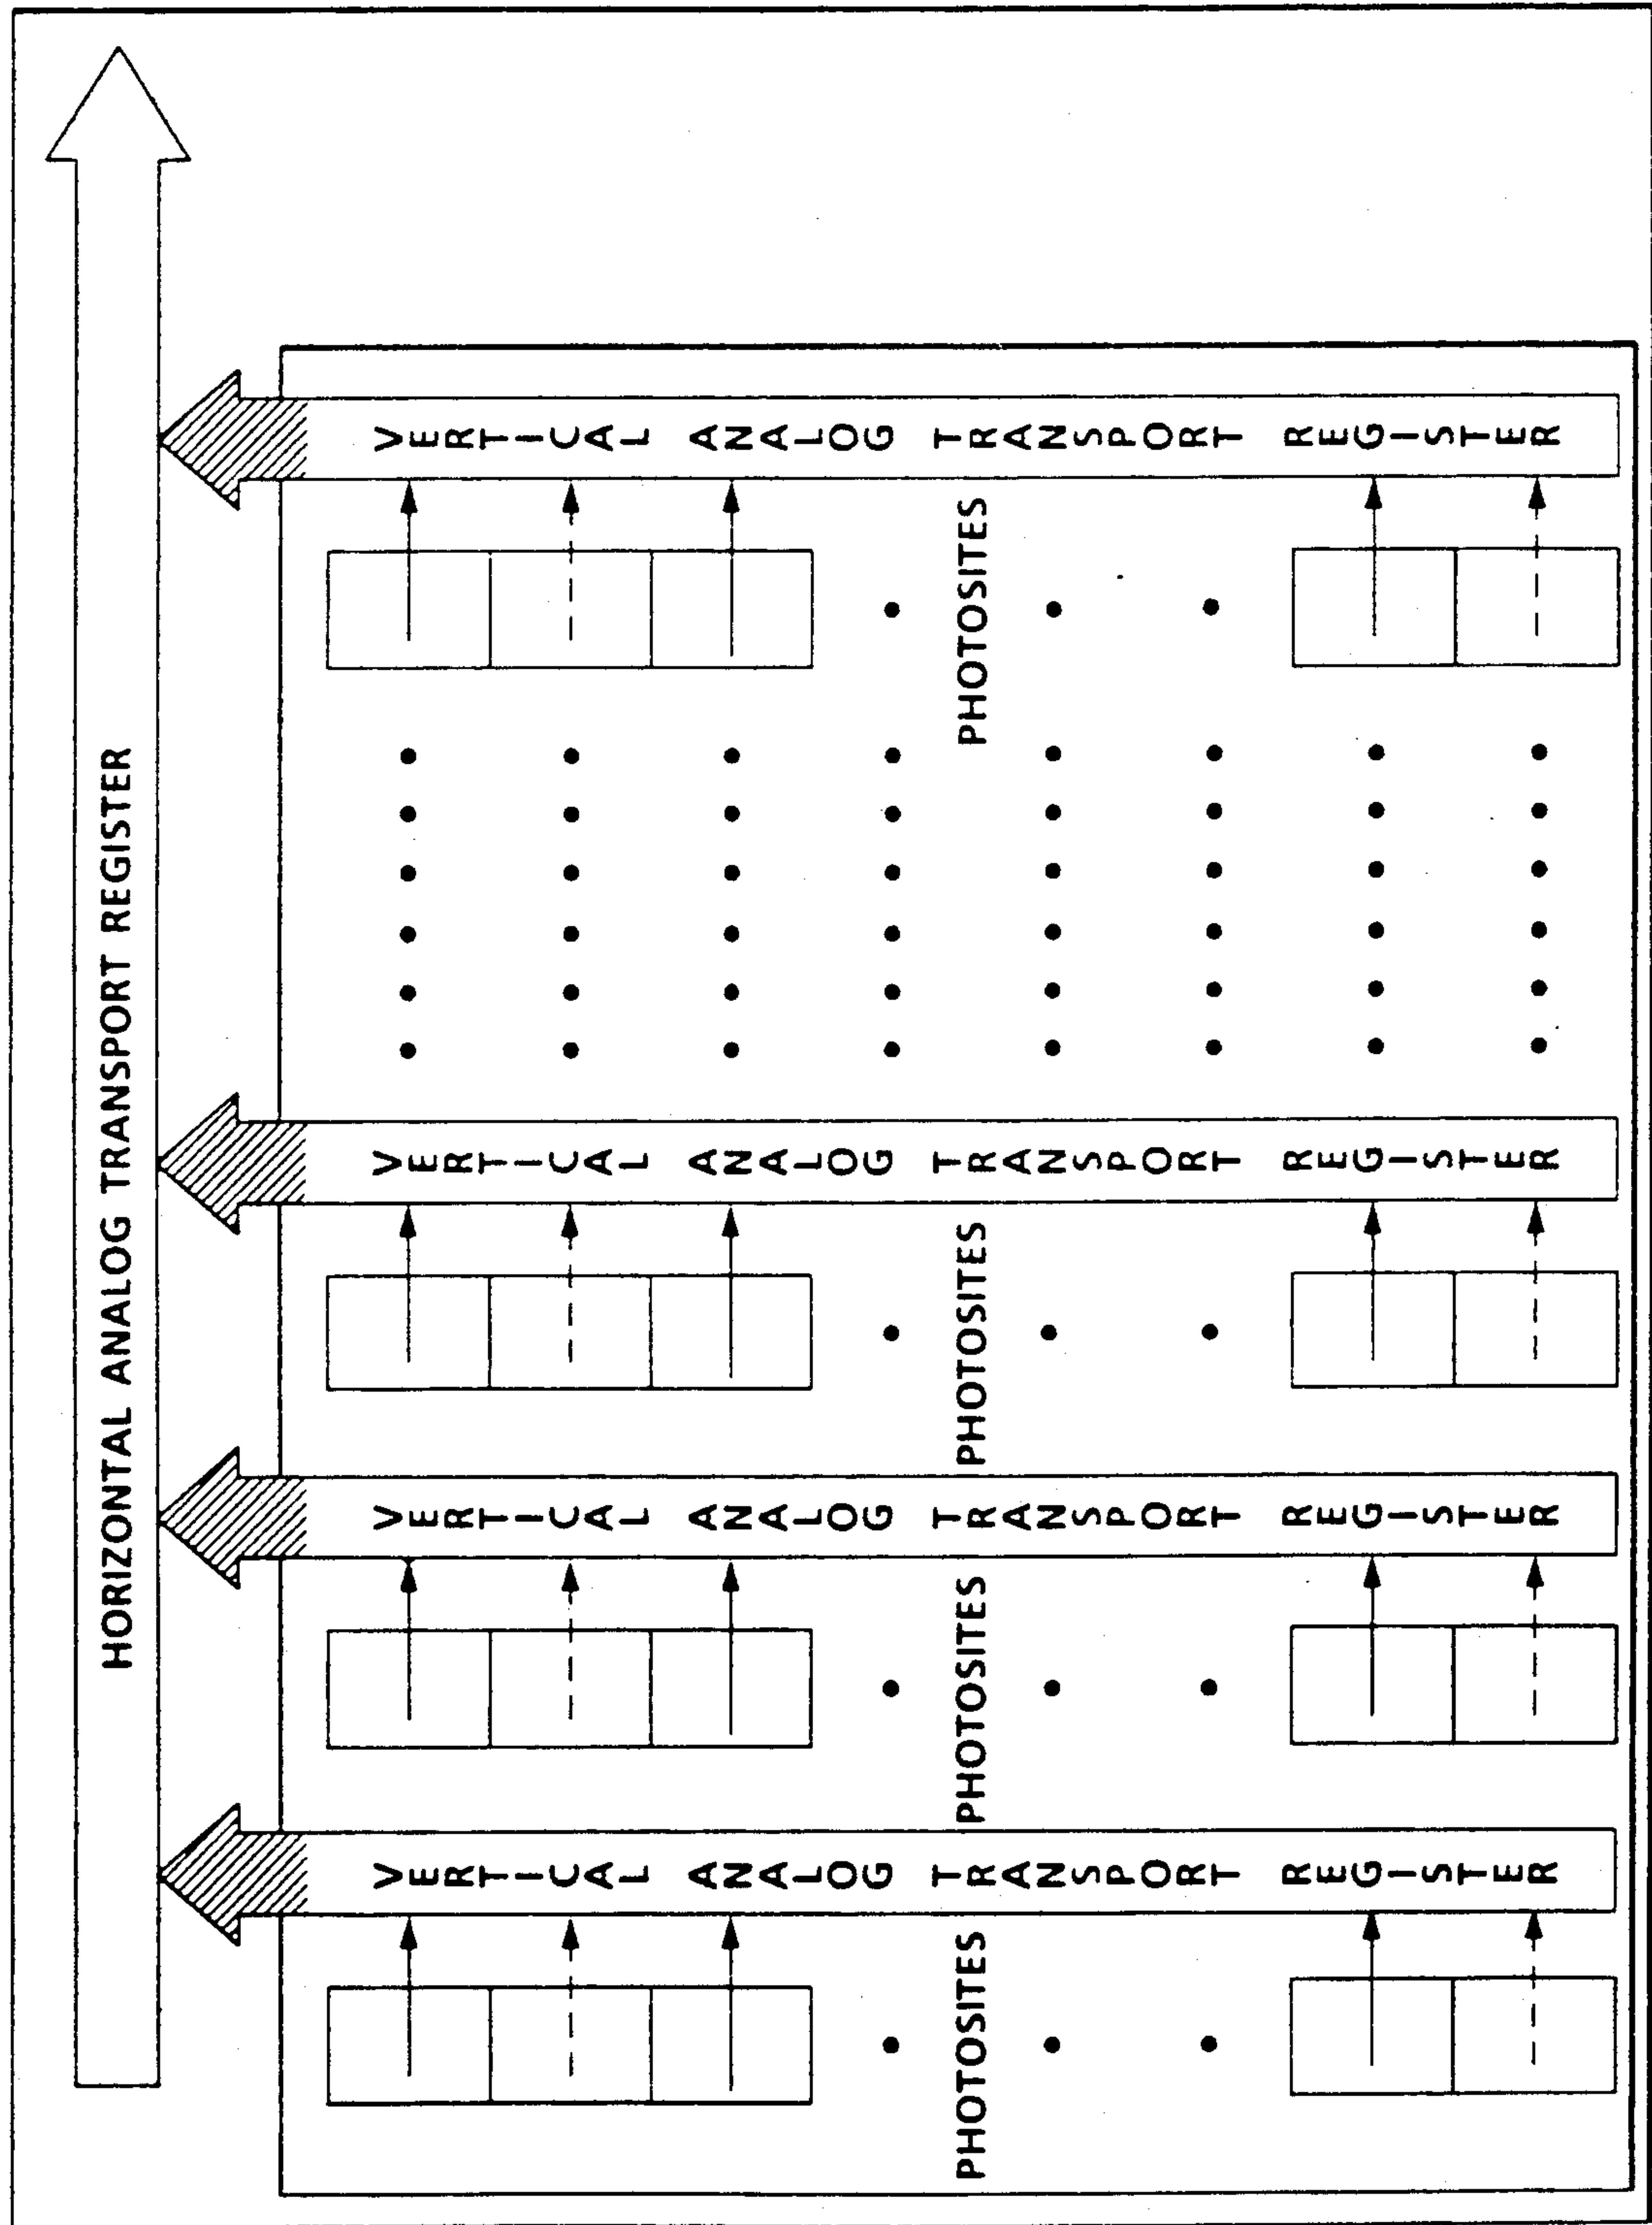 HORIZONTAL ANALOG TRANSPORT REGISTER
PHOTOSITES
VERTICAL ANALOG TRANSPORT REGISTER
PHOTOSITES
VERTICAL ANALOG TRANSPORT REGISTER
PHOTOSITES
VERTICAL ANALOG TRANSPORT REGISTER
PHOTOSITES
VERTICAL ANALOG TRANSPORT REGISTER